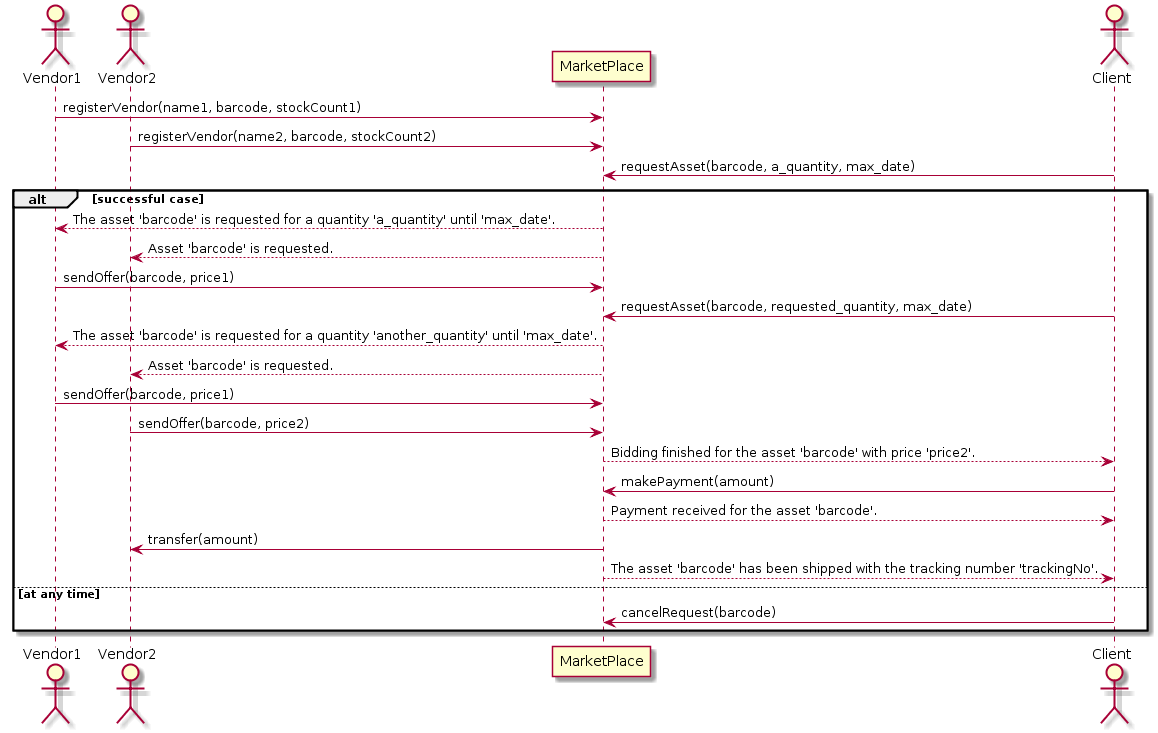 Vendor1
Vendor2
MarketPlace
Client
registerVendor(name1, barcode, stockCount1)
registerVendor(name2, barcode, stockCount2)
requestAsset(barcode, a_quantity, max_date)
alt [successful case]
The asset 'barcode' is requested for a quantity 'a_quantity' until 'max_date'.
Asset 'barcode' is requested.
sendOffer(barcode, price1)
requestAsset(barcode, requested_quantity, max_date)
The asset 'barcode' is requested for a quantity 'another_quantity' until 'max_date'.
Asset 'barcode' is requested.
sendOffer(barcode, price1)
sendOffer(barcode, price2)
Bidding finished for the asset 'barcode' with price 'price2'.
makePayment(amount)
Payment received for the asset 'barcode'.
transfer(amount)
The asset 'barcode' has been shipped with the tracking number 'trackingNo'.
[at any time]
cancelRequest(barcode)
Vendor1
Vendor2
MarketPlace
Client